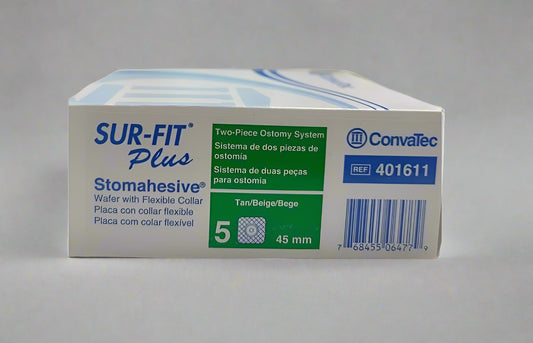 SUR-FIT®
Plus
Stomahesive®
Wafer with Flexible Collar
Placa con collar flexible
Placa com colar flexível
Two-Piece Ostomy System
Sistema de dos piezas de
ostomía
Sistema de duas peças
para ostomia
Tan/Beige/Bege
5
45 mm
ConvaTec
REF 401611
7 68455 06477 9